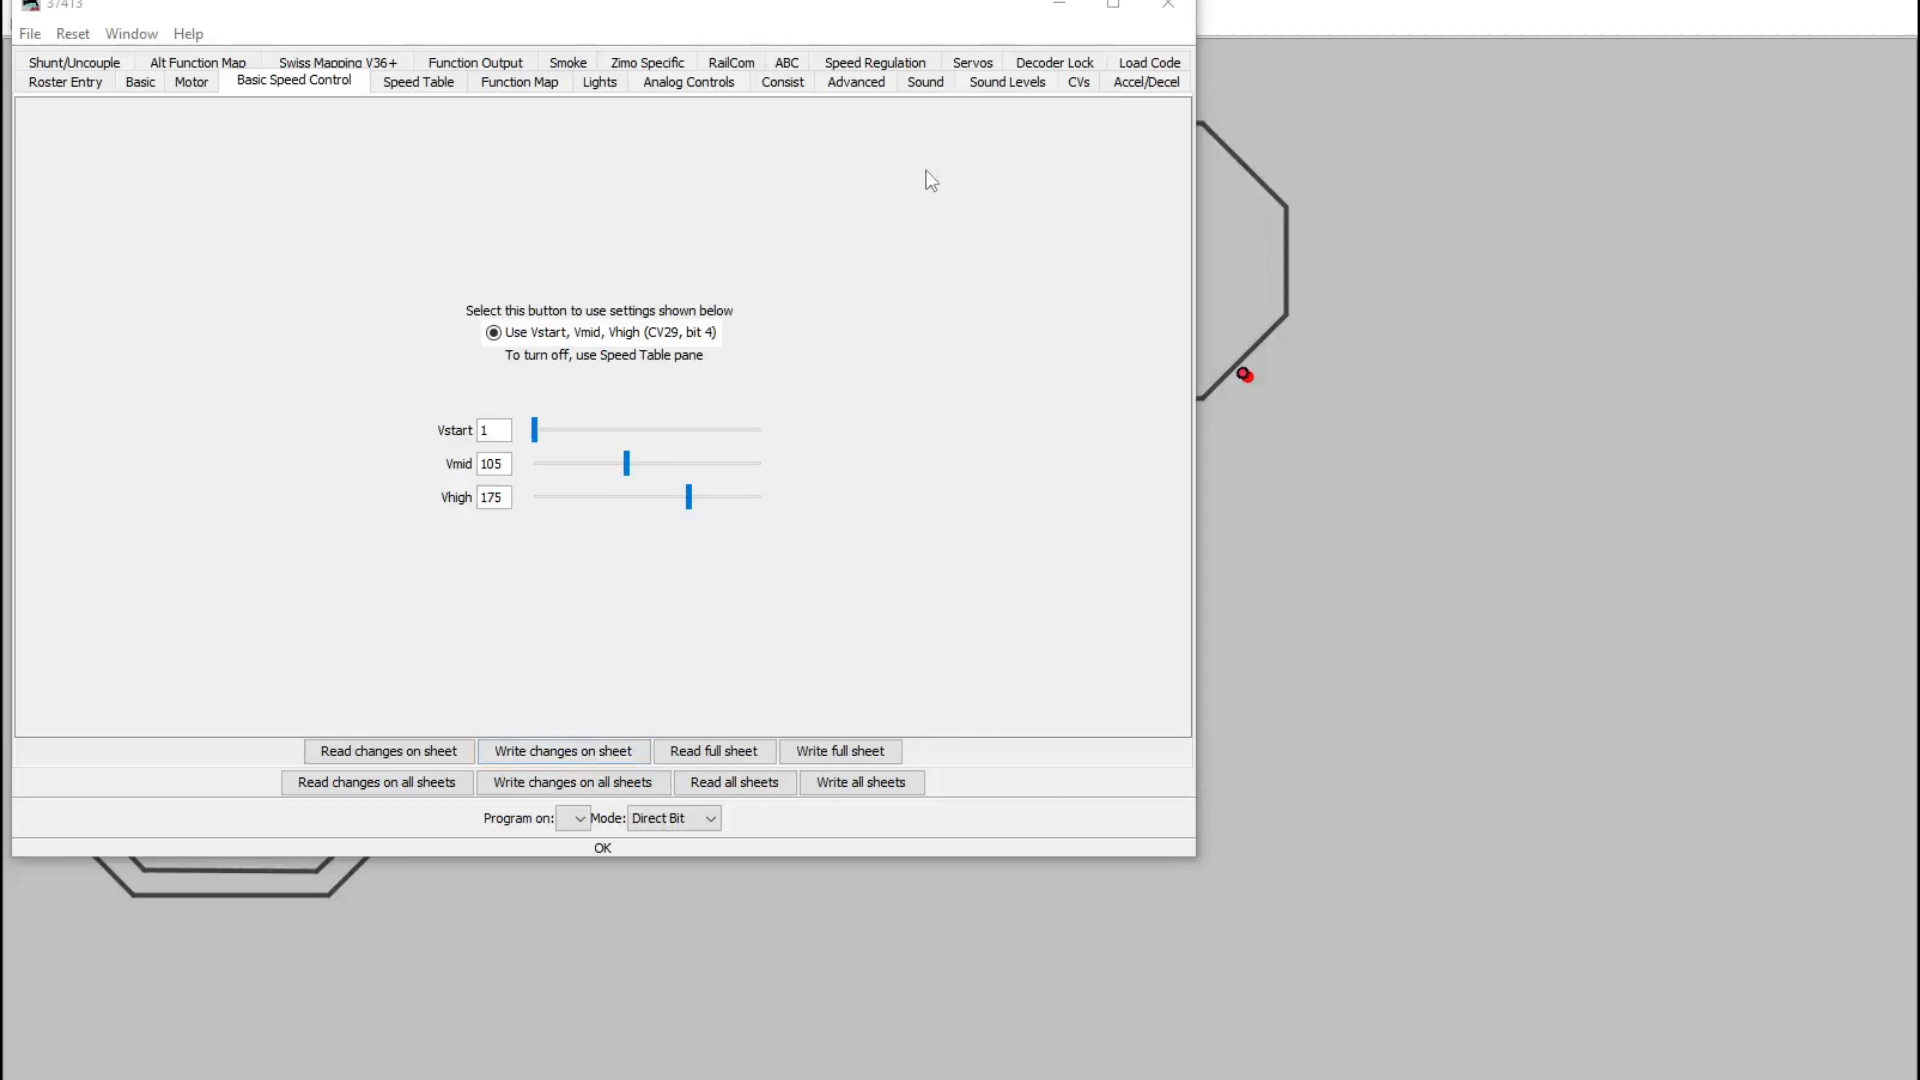 37413
File Reset Window Help
Shunt/Uncouple Alt Function Map Swiss Mapping V36+ Function Output Smoke Zimo Specific RailCom ABC Speed Regulation Servos Decoder Lock Load Code
Roster Entry Basic Motor Basic Speed Control Speed Table Function Map Lights Analog Controls Consist Advanced Sound Sound Levels CVs Accel/Decel
Select this button to use settings shown below
Use Vstart, Vmid, Vhigh (CV29, bit 4)
To turn off, use Speed Table pane
Vstart 1
Vmid 105
Vhigh 175
Read changes on sheet Write changes on sheet Read full sheet Write full sheet
Read changes on all sheets Write changes on all sheets Read all sheets Write all sheets
Program on: Mode: Direct Bit
OK